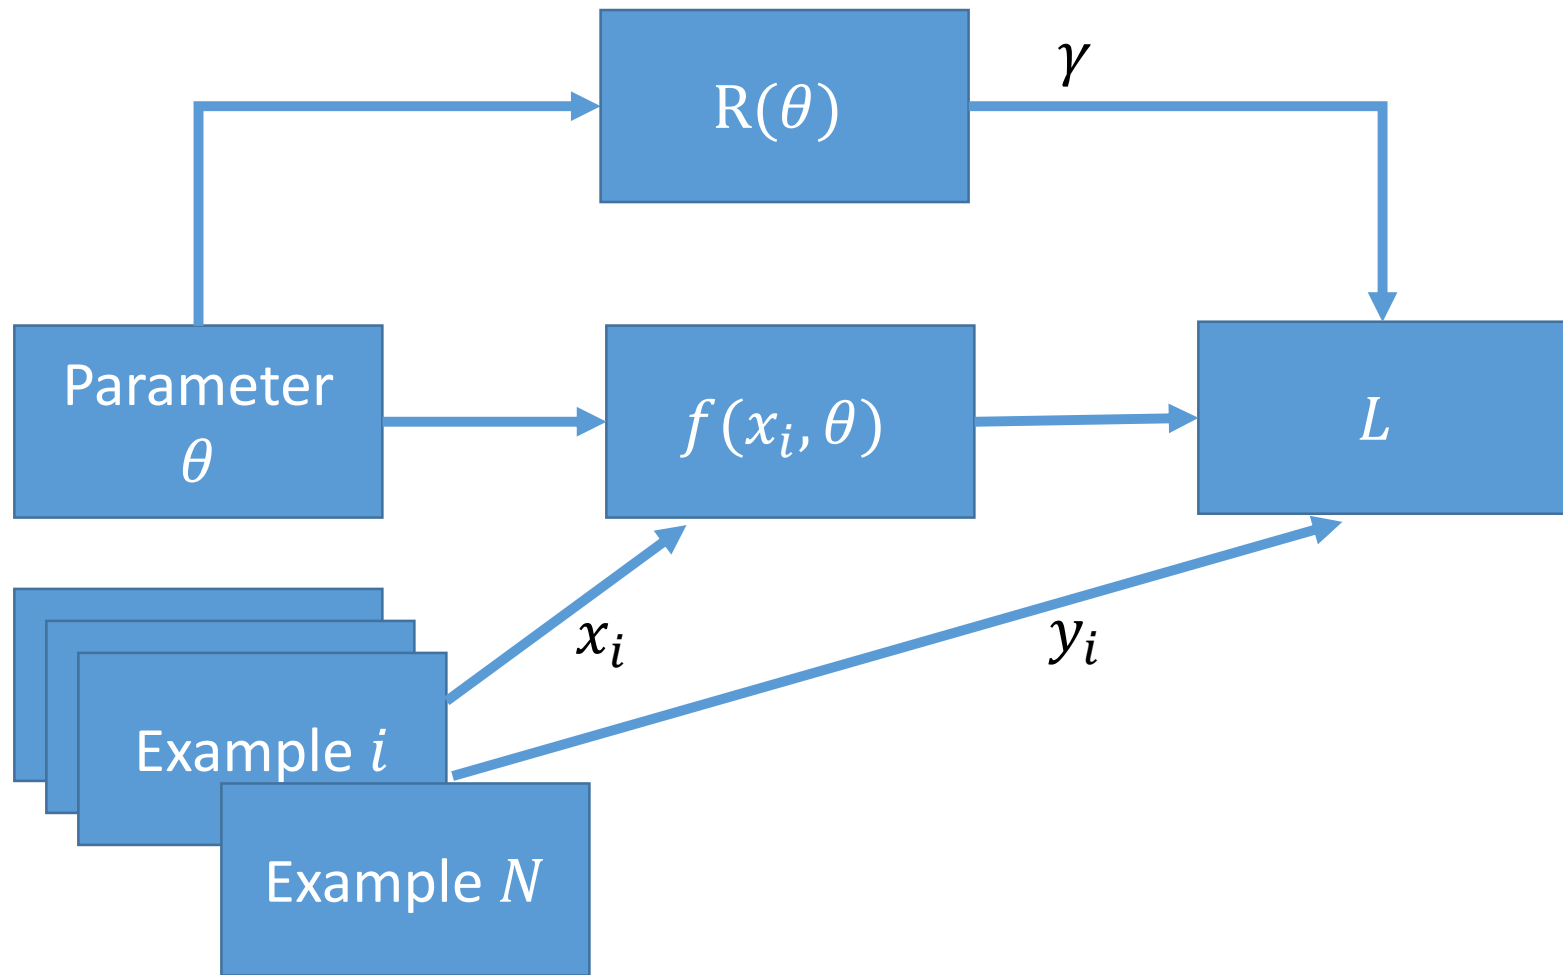 R(θ)
γ
Parameter
θ
f(xᵢ, θ)
L
xᵢ
yᵢ
Example i
Example N